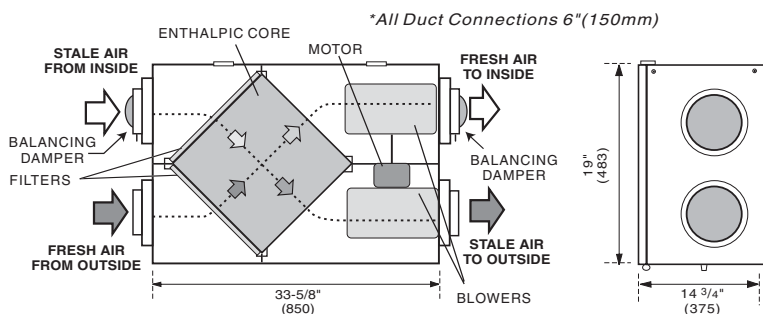 *All Duct Connections 6"(150mm)
ENTHALPIC CORE
MOTOR
STALE AIR
FROM INSIDE
FRESH AIR
TO INSIDE
BALANCING
DAMPER
FILTERS
BALANCING
DAMPER
FRESH AIR
FROM OUTSIDE
STALE AIR
TO OUTSIDE
BLOWERS
33-5/8"
(850)
19"
(483)
14 3/4"
(375)